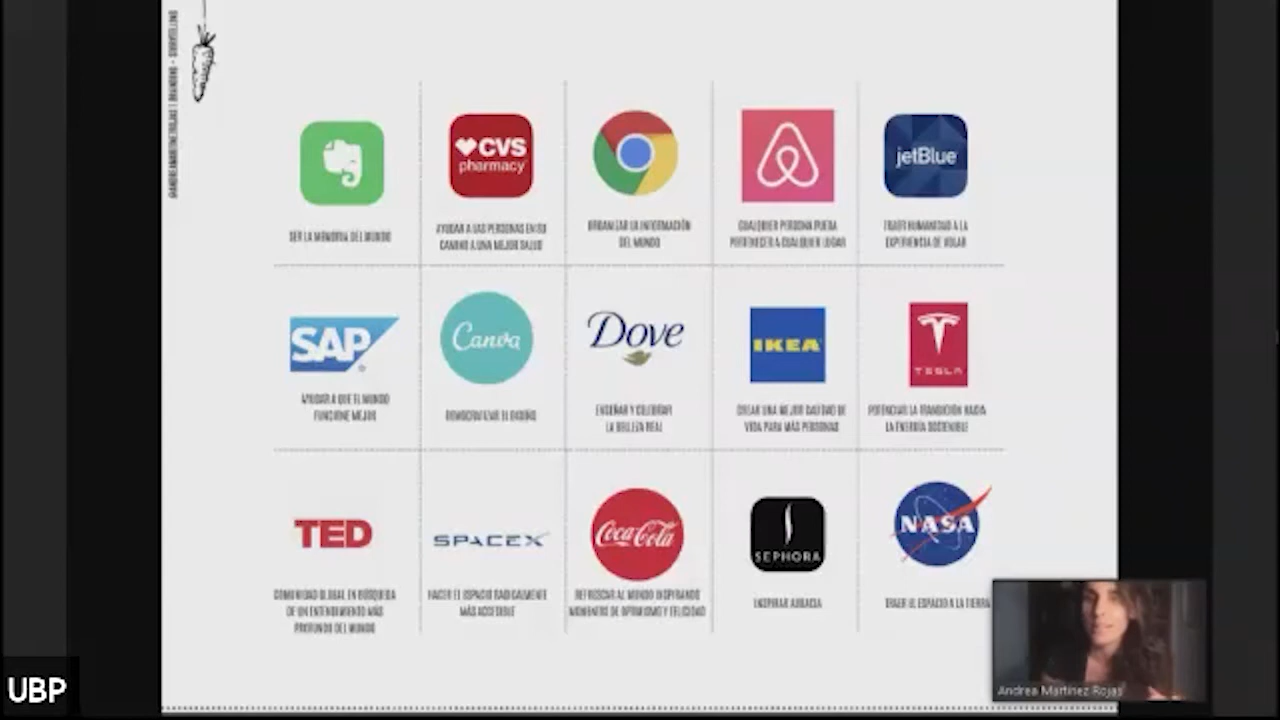 @ANDREAMARTINEZROJAS | BRANDING + STORYTELLING
CVS
pharmacy
jetBlue
SER LA MEMORIA DEL MUNDO
AYUDAR A LAS PERSONAS EN SU
CAMINO A UNA MEJOR SALUD
ORGANIZAR LA INFORMACIÓN
DEL MUNDO
CUALQUIER PERSONA PUEDA
PERTENECER A CUALQUIER LUGAR
TRAER HUMANIDAD A LA
EXPERIENCIA DE VOLAR
SAP
Canva
Dove
IKEA
TESLA
AYUDAR A QUE EL MUNDO
FUNCIONE MEJOR
DEMOCRATIZAR EL DISEÑO
ENSEÑAR Y CELEBRAR
LA BELLEZA REAL
CREAR UNA MEJOR CALIDAD DE
VIDA PARA MÁS PERSONAS
POTENCIAR LA TRANSICIÓN HACIA
LA ENERGÍA SOSTENIBLE
TED
SPACEX
Coca-Cola
SEPHORA
NASA
COMUNIDAD GLOBAL EN BÚSQUEDA
DE UN ENTENDIMIENTO MÁS
PROFUNDO DEL MUNDO
HACER EL ESPACIO RADICALMENTE
MÁS ACCESIBLE
REFRESCAR AL MUNDO INSPIRANDO
MOMENTOS DE OPTIMISMO Y FELICIDAD
INSPIRAR AUDACIA
TRAER EL ESPACIO A LA TIERRA
Andrea Martínez Rojas
UBP